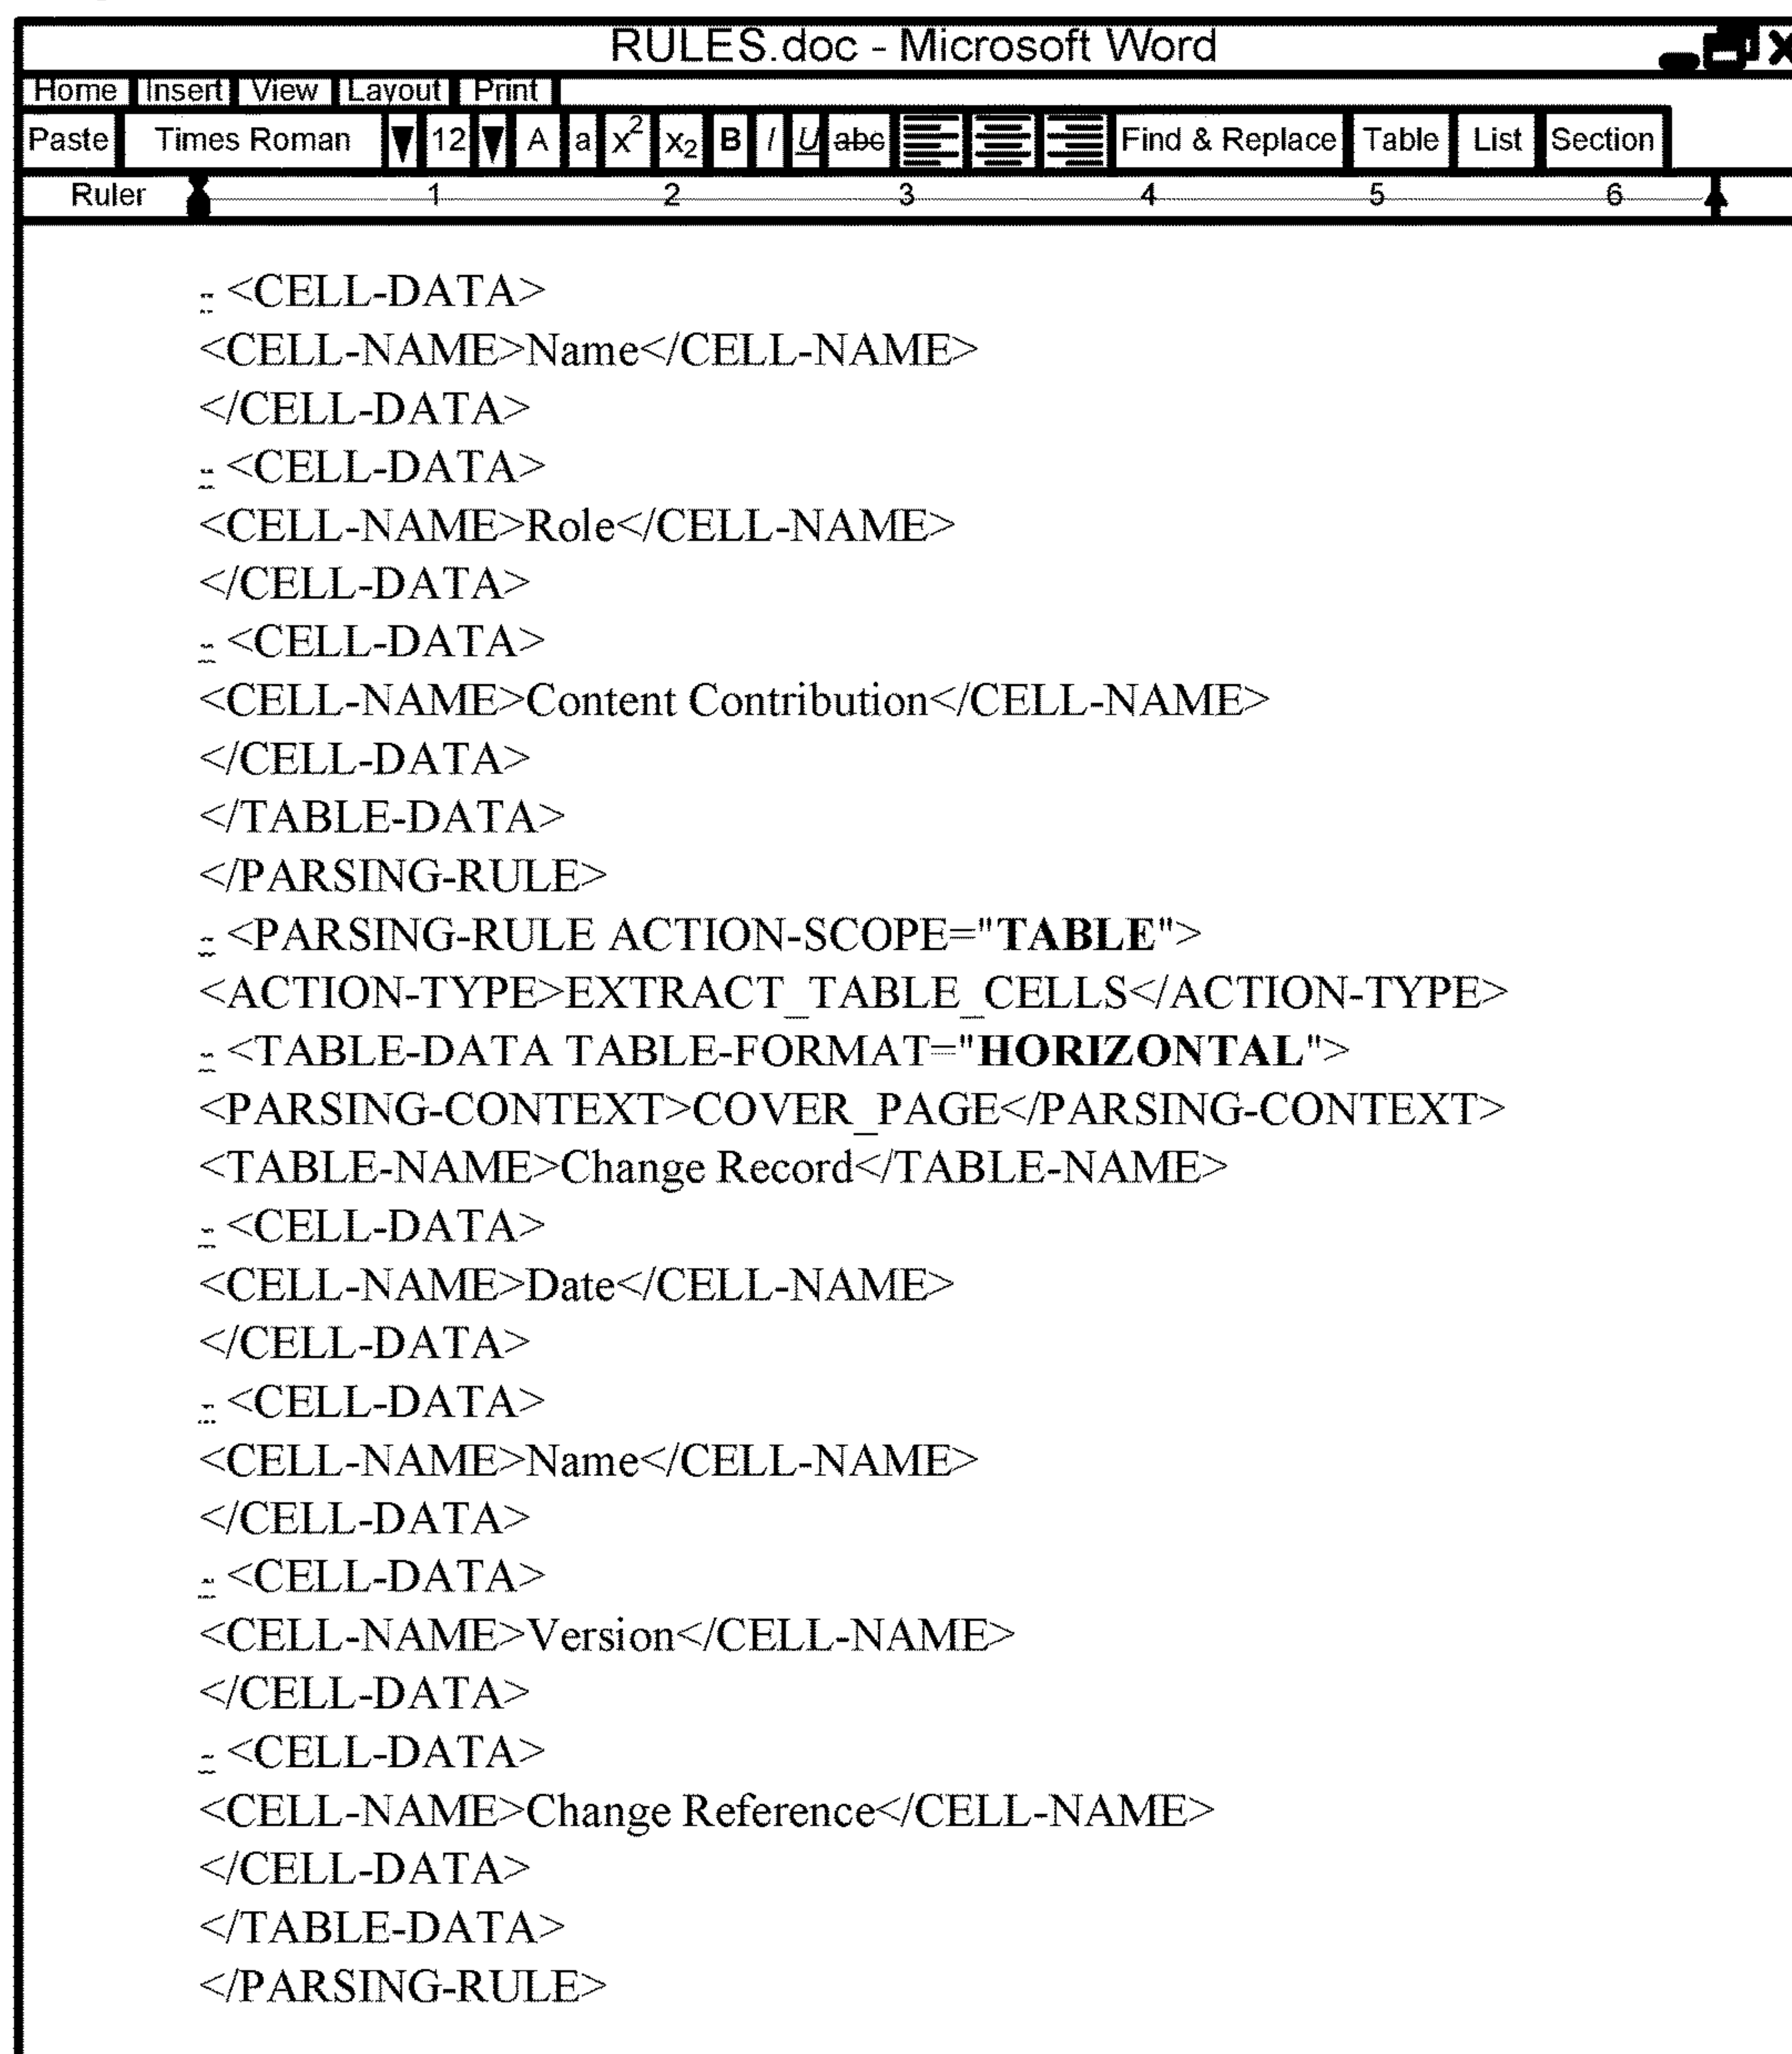 RULES.doc - Microsoft Word
Home Insert View Layout Print
Paste Times Roman 12 A a x² x₂ B I U abc Find & Replace Table List Section
Ruler 1 2 3 4 5 6
- <CELL-DATA>
<CELL-NAME>Name</CELL-NAME>
</CELL-DATA>
- <CELL-DATA>
<CELL-NAME>Role</CELL-NAME>
</CELL-DATA>
- <CELL-DATA>
<CELL-NAME>Content Contribution</CELL-NAME>
</CELL-DATA>
</TABLE-DATA>
</PARSING-RULE>
- <PARSING-RULE ACTION-SCOPE="TABLE">
<ACTION-TYPE>EXTRACT_TABLE_CELLS</ACTION-TYPE>
- <TABLE-DATA TABLE-FORMAT="HORIZONTAL">
<PARSING-CONTEXT>COVER_PAGE</PARSING-CONTEXT>
<TABLE-NAME>Change Record</TABLE-NAME>
- <CELL-DATA>
<CELL-NAME>Date</CELL-NAME>
</CELL-DATA>
- <CELL-DATA>
<CELL-NAME>Name</CELL-NAME>
</CELL-DATA>
- <CELL-DATA>
<CELL-NAME>Version</CELL-NAME>
</CELL-DATA>
- <CELL-DATA>
<CELL-NAME>Change Reference</CELL-NAME>
</CELL-DATA>
</TABLE-DATA>
</PARSING-RULE>